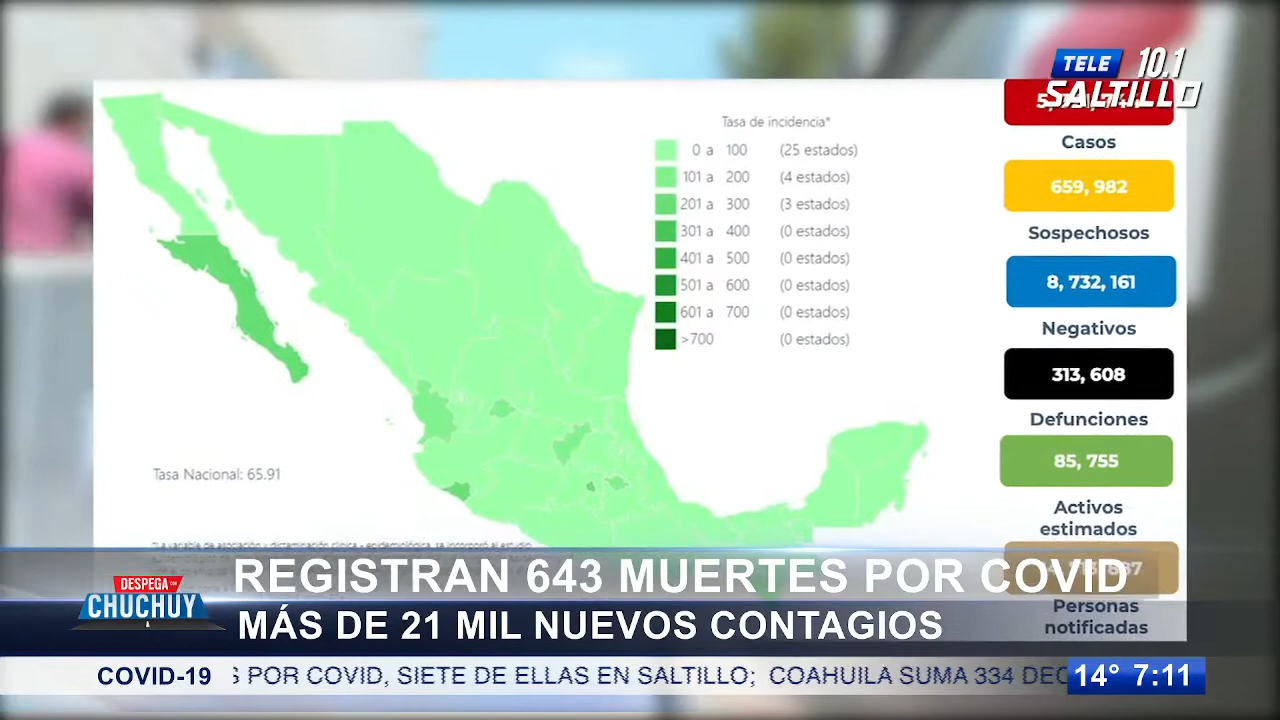 TELE 10.1
SALTILLO
Casos
659, 982
Sospechosos
8, 732, 161
Negativos
313, 608
Defunciones
85, 755
Activos
estimados
Personas
notificadas
Tasa de incidencia*
0 a 100 (25 estados)
101 a 200 (4 estados)
201 a 300 (3 estados)
301 a 400 (0 estados)
401 a 500 (0 estados)
501 a 600 (0 estados)
601 a 700 (0 estados)
>700 (0 estados)
Tasa Nacional: 65.91
DESPEGA CON
CHUCHUY
REGISTRAN 643 MUERTES POR COVID
MÁS DE 21 MIL NUEVOS CONTAGIOS
COVID-19
POR COVID, SIETE DE ELLAS EN SALTILLO; COAHUILA SUMA 334
14° 7:11